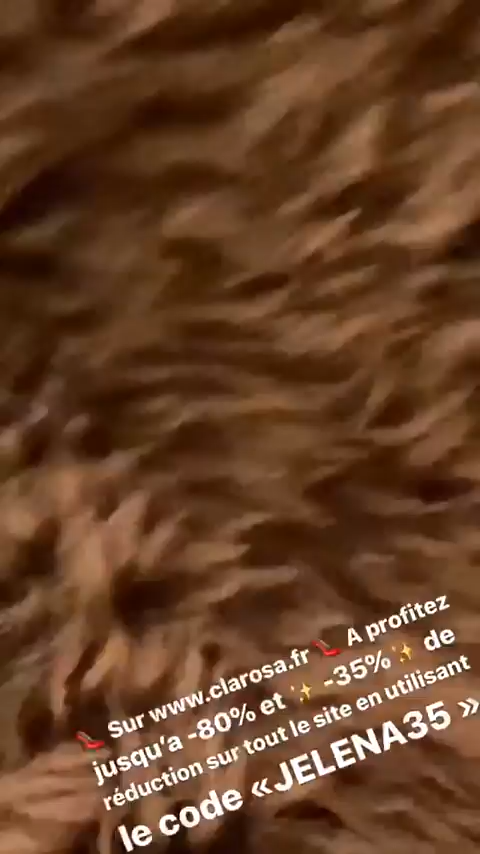 👠 Sur www.clarosa.fr 👠 A profitez
jusqu'a -80% et ✨ -35%✨ de
réduction sur tout le site en utilisant
le code «JELENA35 »